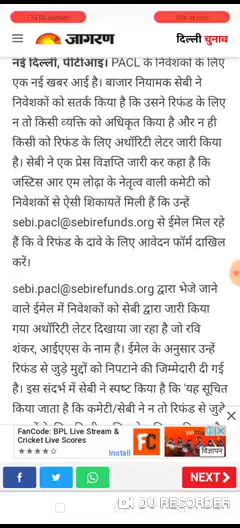 जागरण
दिल्ली चुनाव
नई दिल्ली, पीटीआई। PACL के निवेशकों के लिए
एक नई खबर आई है। बाजार नियामक सेबी ने
निवेशकों को सतर्क किया है कि उसने रिफंड के लिए
न तो किसी व्यक्ति को अधिकृत किया है और न ही
किसी को रिफंड के लिए अथॉरिटी लेटर जारी किया
है। सेबी ने एक प्रेस विज्ञप्ति जारी कर कहा है कि
जस्टिस आर एम लोढ़ा के नेतृत्व वाली कमेटी को
निवेशकों से ऐसी शिकायतें मिली हैं कि उन्हें
sebi.pacl@sebirefunds.org से ईमेल मिल रहे
हैं कि वे रिफंड के दावे के लिए आवेदन फॉर्म दाखिल
करें।
sebi.pacl@sebirefunds.org द्वारा भेजे जाने
वाले ईमेल में निवेशकों को सेबी द्वारा जारी किया
गया अथॉरिटी लेटर दिखाया जा रहा है जो रवि
शंकर, आईएएस के नाम है। ईमेल के अनुसार उन्हें
रिफंड से जुड़े मुद्दों को निपटाने की जिम्मेदारी दी गई
है। इस संदर्भ में सेबी ने स्पष्ट किया है कि 'यह सूचित
किया जाता है कि कमेटी/सेबी ने न तो रिफंड से जुड़े
FanCode: BPL Live Stream &
Cricket Live Scores
Install
FC
विज्ञापन
NEXT
DU RECORDER